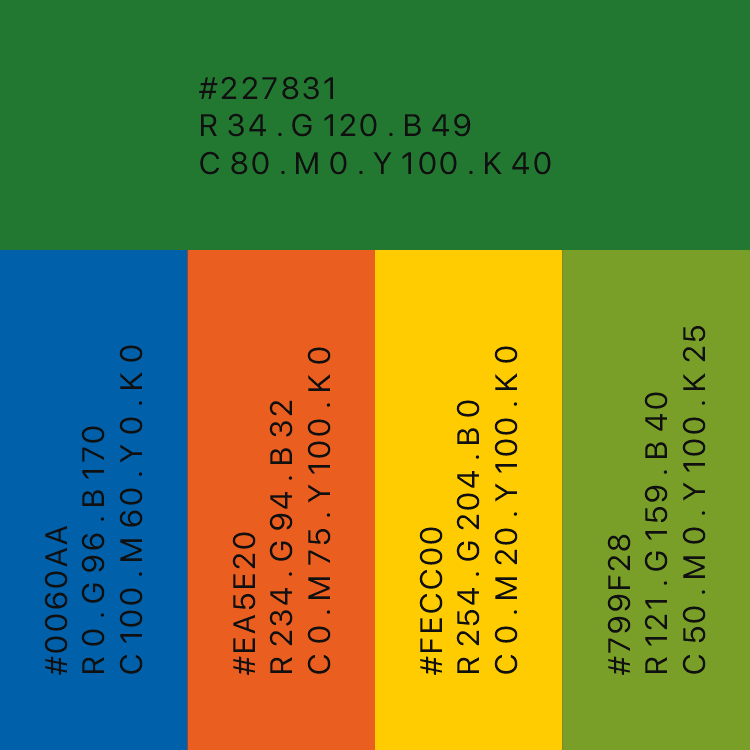 #227831
R 34 . G 120 . B 49
C 80 . M 0 . Y 100 . K 40
#0060AA
R 0 . G 96 . B 170
C 100 . M 60 . Y 0 . K 0
#EA5E20
R 234 . G 94 . B 32
C 0 . M 75 . Y 100 . K 0
#FECC00
R 254 . G 204 . B 0
C 0 . M 20 . Y 100 . K 0
#799F28
R 121 . G 159 . B 40
C 50 . M 0 . Y 100 . K 25